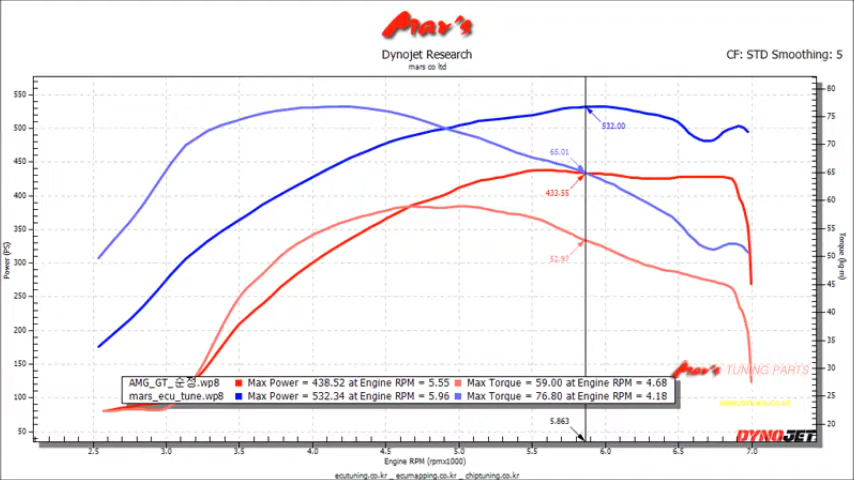 Mar's
Dynojet Research
mars co ltd
CF: STD Smoothing: 5
550
500
450
400
350
300
250
200
150
100
50
Power (PS)
80
75
70
65
60
55
50
45
40
35
30
25
20
Torque (kg·m)
532.00
65.01
433.55
52.97
AMG_GT_순정.wp8 Max Power = 438.52 at Engine RPM = 5.55 Max Torque = 59.00 at Engine RPM = 4.68
mars_ecu_tune.wp8 Max Power = 532.34 at Engine RPM = 5.96 Max Torque = 76.80 at Engine RPM = 4.18
Mar's TUNING PARTS
5.863
DYNOJET
2.5 3.0 3.5 4.0 4.5 5.0 5.5 6.0 6.5 7.0
Engine RPM (rpmx1000)
ecutuning.co.kr _ ecumapping.co.kr _ chiptuning.co.kr